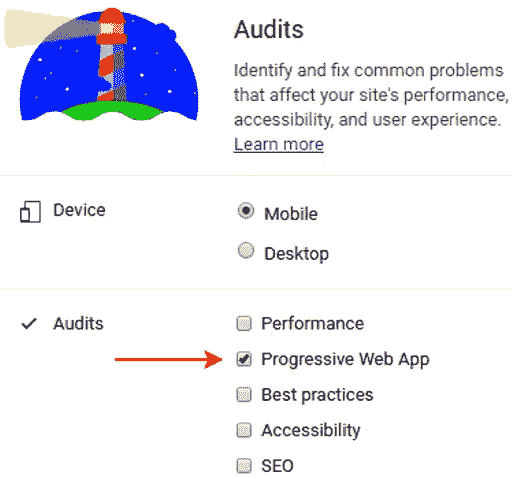 Audits
Identify and fix common problems
that affect your site's performance,
accessibility, and user experience.
Learn more
Device
Mobile
Desktop
Audits
Performance
Progressive Web App
Best practices
Accessibility
SEO